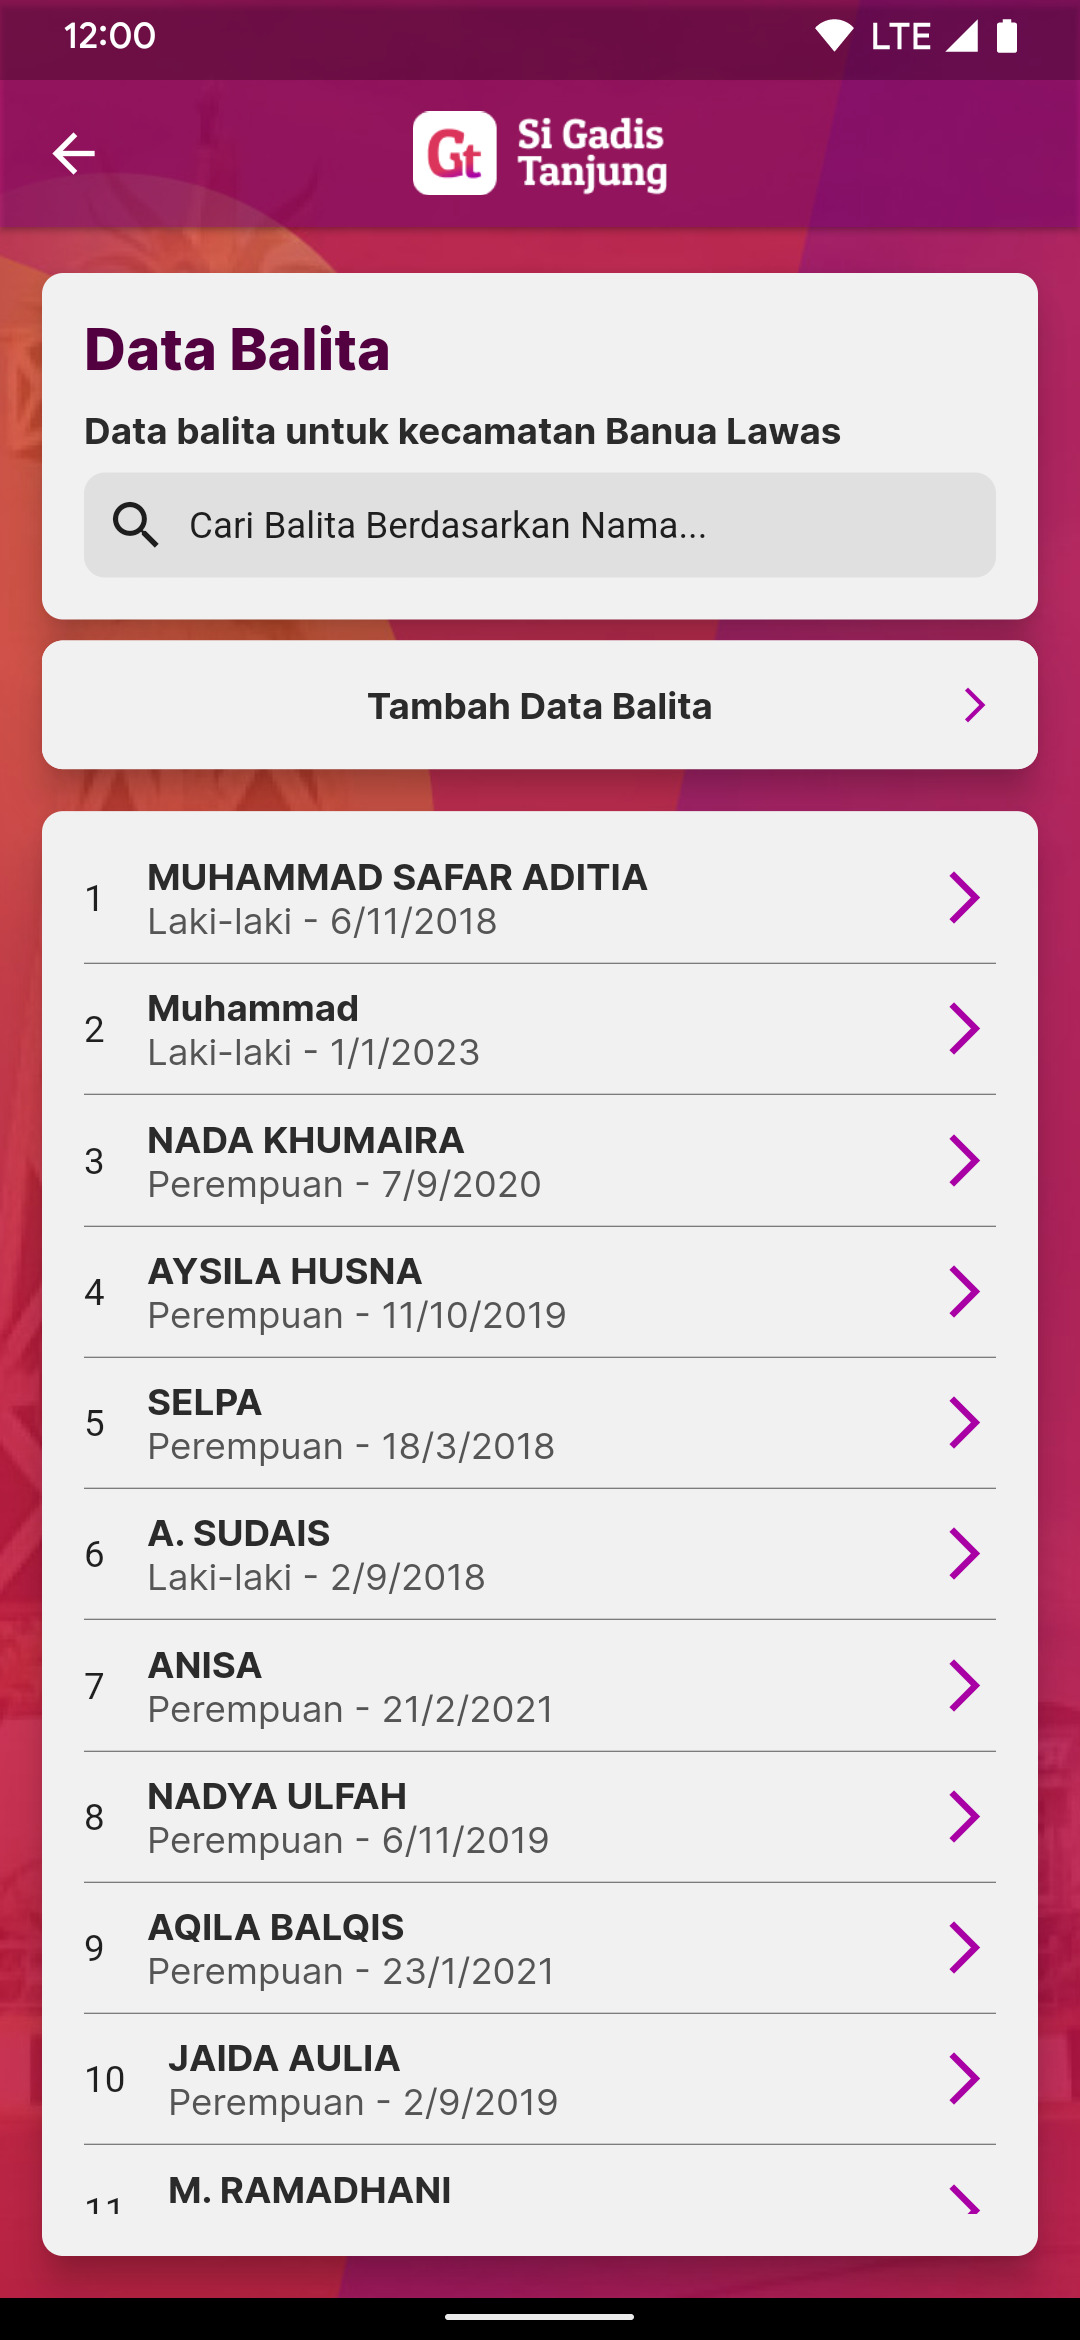 12:00
LTE
Gt
Si Gadis
Tanjung
Data Balita
Data balita untuk kecamatan Banua Lawas
Cari Balita Berdasarkan Nama...
Tambah Data Balita
1
MUHAMMAD SAFAR ADITIA
Laki-laki - 6/11/2018
2
Muhammad
Laki-laki - 1/1/2023
3
NADA KHUMAIRA
Perempuan - 7/9/2020
4
AYSILA HUSNA
Perempuan - 11/10/2019
5
SELPA
Perempuan - 18/3/2018
6
A. SUDAIS
Laki-laki - 2/9/2018
7
ANISA
Perempuan - 21/2/2021
8
NADYA ULFAH
Perempuan - 6/11/2019
9
AQILA BALQIS
Perempuan - 23/1/2021
10
JAIDA AULIA
Perempuan - 2/9/2019
11
M. RAMADHANI